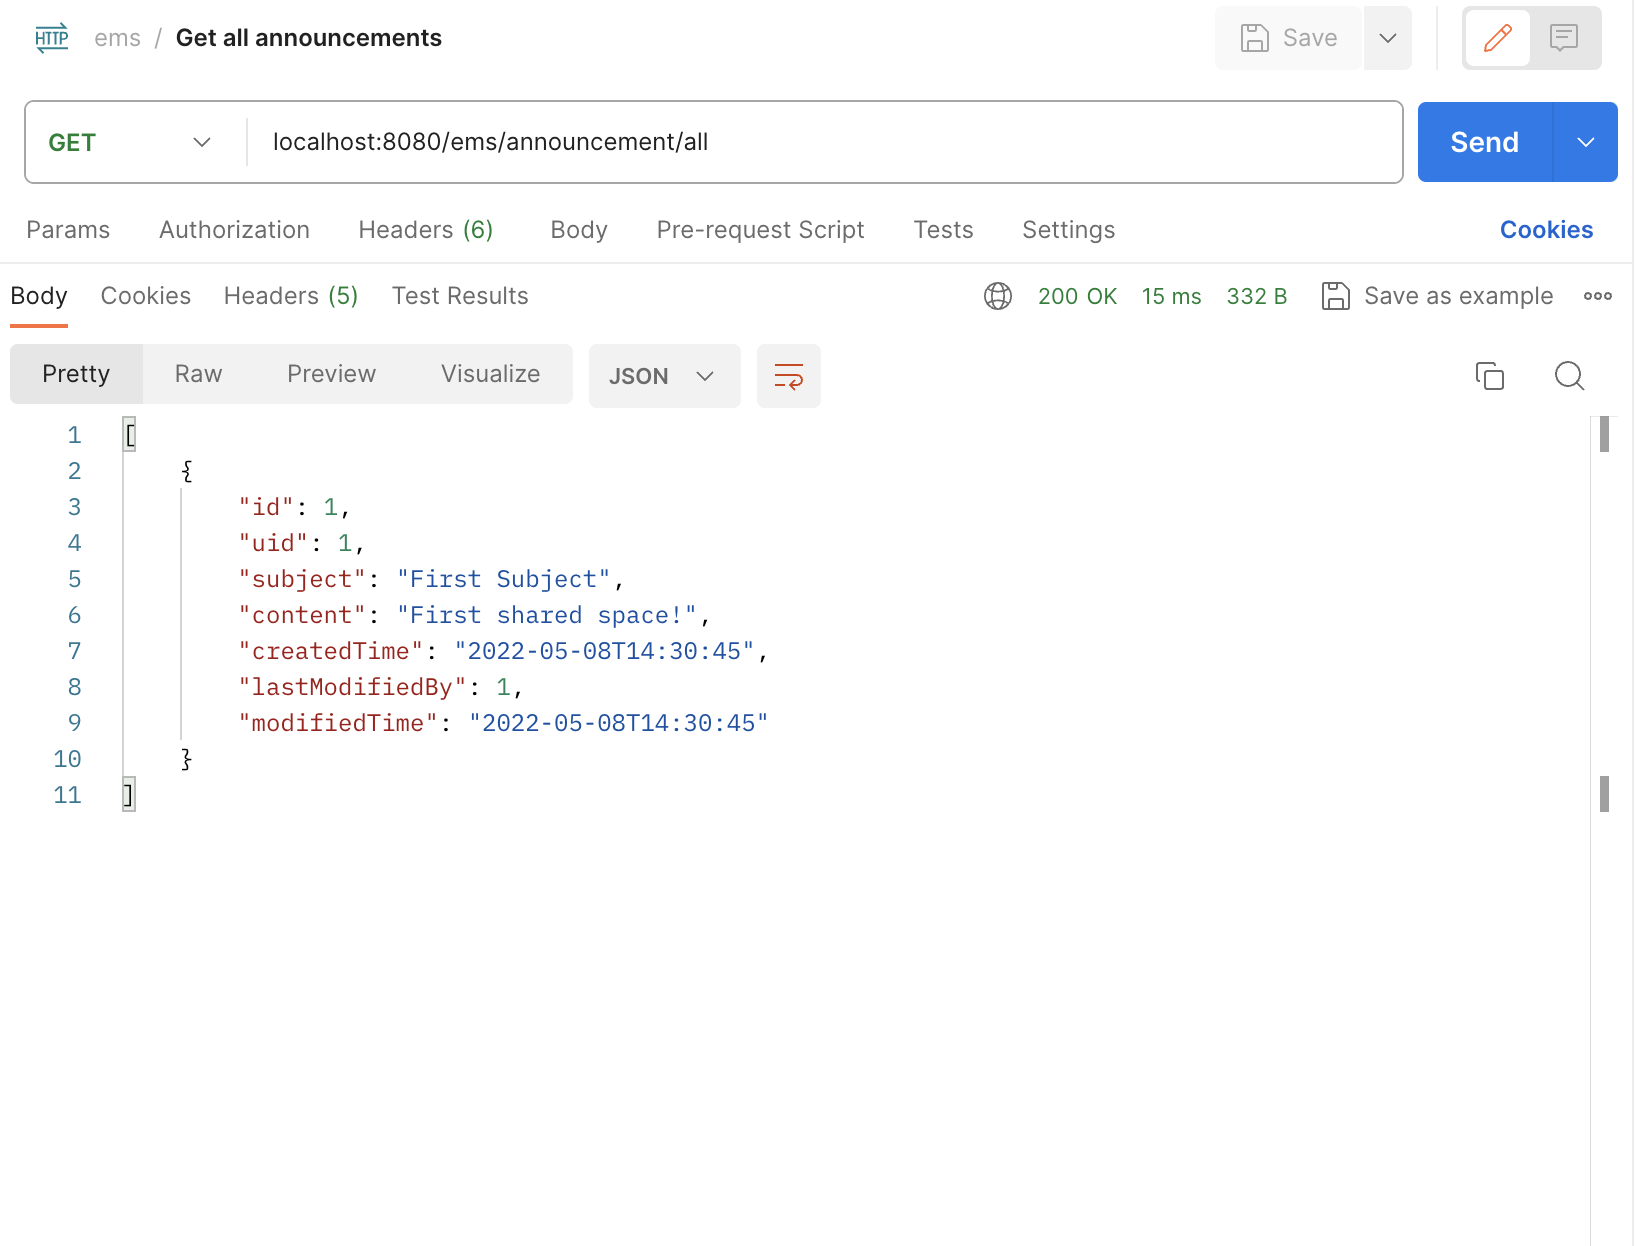 HTTP ems / Get all announcements Save
GET localhost:8080/ems/announcement/all Send
Params Authorization Headers (6) Body Pre-request Script Tests Settings Cookies
Body Cookies Headers (5) Test Results 200 OK 15 ms 332 B Save as example
Pretty Raw Preview Visualize JSON
1 [
2 {
3 "id": 1,
4 "uid": 1,
5 "subject": "First Subject",
6 "content": "First shared space!",
7 "createdTime": "2022-05-08T14:30:45",
8 "lastModifiedBy": 1,
9 "modifiedTime": "2022-05-08T14:30:45"
10 }
11 ]